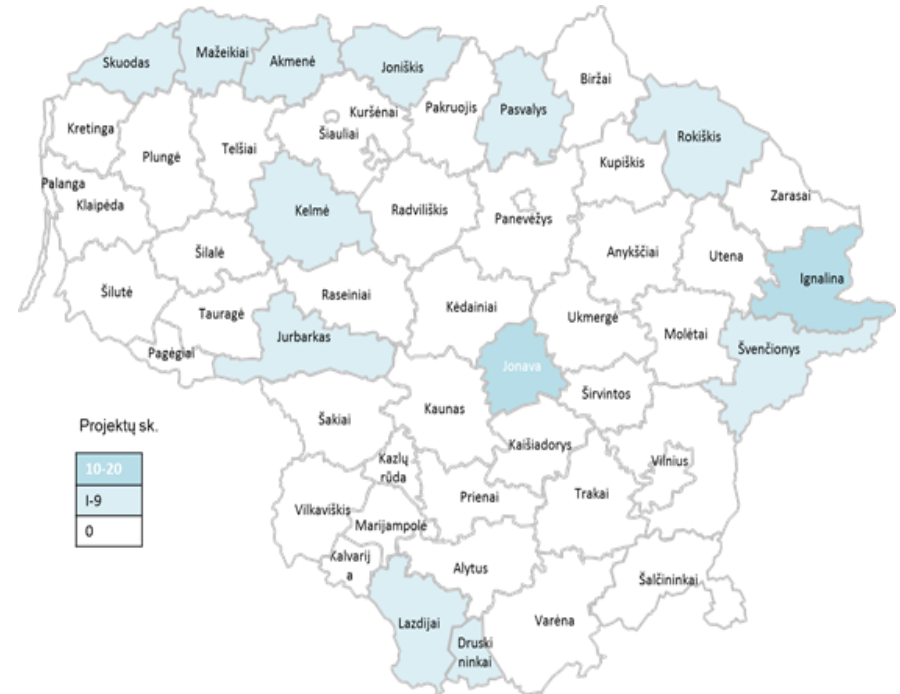 Skuodas
Mažeikiai
Akmenė
Joniškis
Biržai
Kretinga
Plungė
Telšiai
Kuršėnai
Šiauliai
Pakruojis
Pasvalys
Rokiškis
Kupiškis
Palanga
Klaipėda
Kelmė
Radviliškis
Panevėžys
Zarasai
Šilalė
Anykščiai
Utena
Ignalina
Šilutė
Tauragė
Raseiniai
Kėdainiai
Ukmergė
Molėtai
Švenčionys
Pagėgiai
Jurbarkas
Jonava
Širvintos
Šakiai
Kaunas
Kaišiadorys
Vilnius
Kazlų
rūda
Prienai
Trakai
Vilkaviškis
Marijampolė
Kalvarij
a
Alytus
Šalčininkai
Lazdijai
Druski
ninkai
Varėna
Projektų sk.
10-20
I-9
0